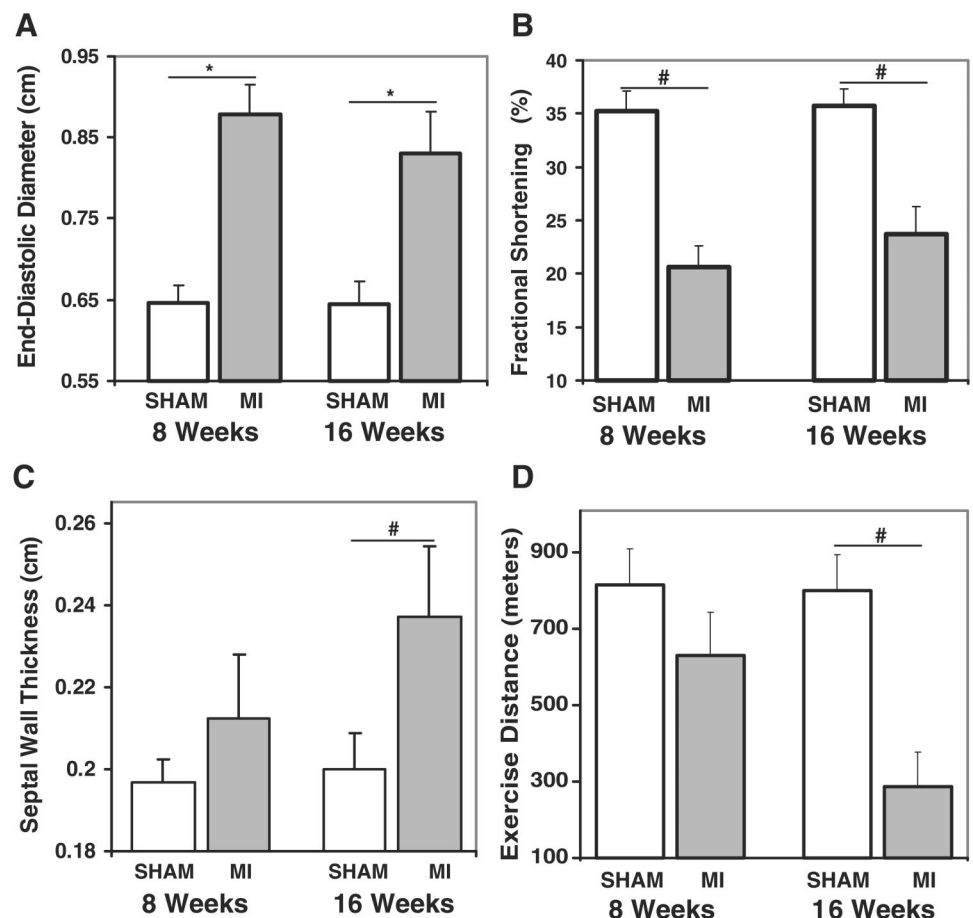 A
End-Diastolic Diameter (cm)
0.95
0.85
0.75
0.65
0.55
*
*
SHAM MI SHAM MI
8 Weeks 16 Weeks
B
Fractional Shortening (%)
40
35
30
25
20
15
10
#
#
SHAM MI SHAM MI
8 Weeks 16 Weeks
C
Septal Wall Thickness (cm)
0.26
0.24
0.22
0.2
0.18
#
SHAM MI SHAM MI
8 Weeks 16 Weeks
D
Exercise Distance (meters)
900
700
500
300
100
#
SHAM MI SHAM MI
8 Weeks 16 Weeks